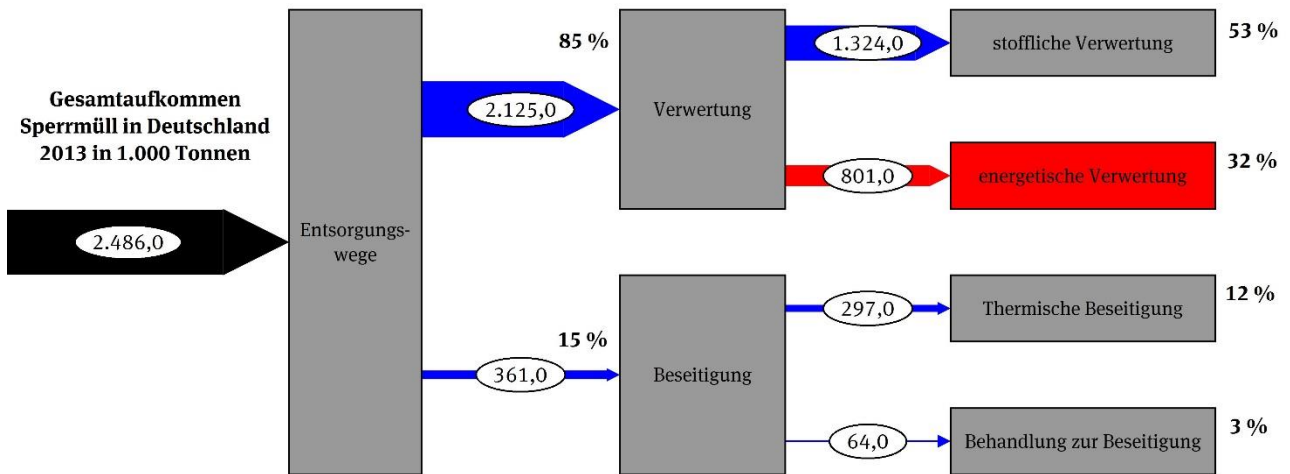 Gesamtaufkommen
Sperrmüll in Deutschland
2013 in 1.000 Tonnen
2.486,0
Entsorgungs-
wege
85 %
2.125,0
Verwertung
1.324,0
stoffliche Verwertung
53 %
801,0
energetische Verwertung
32 %
15 %
361,0
Beseitigung
297,0
Thermische Beseitigung
12 %
64,0
Behandlung zur Beseitigung
3 %